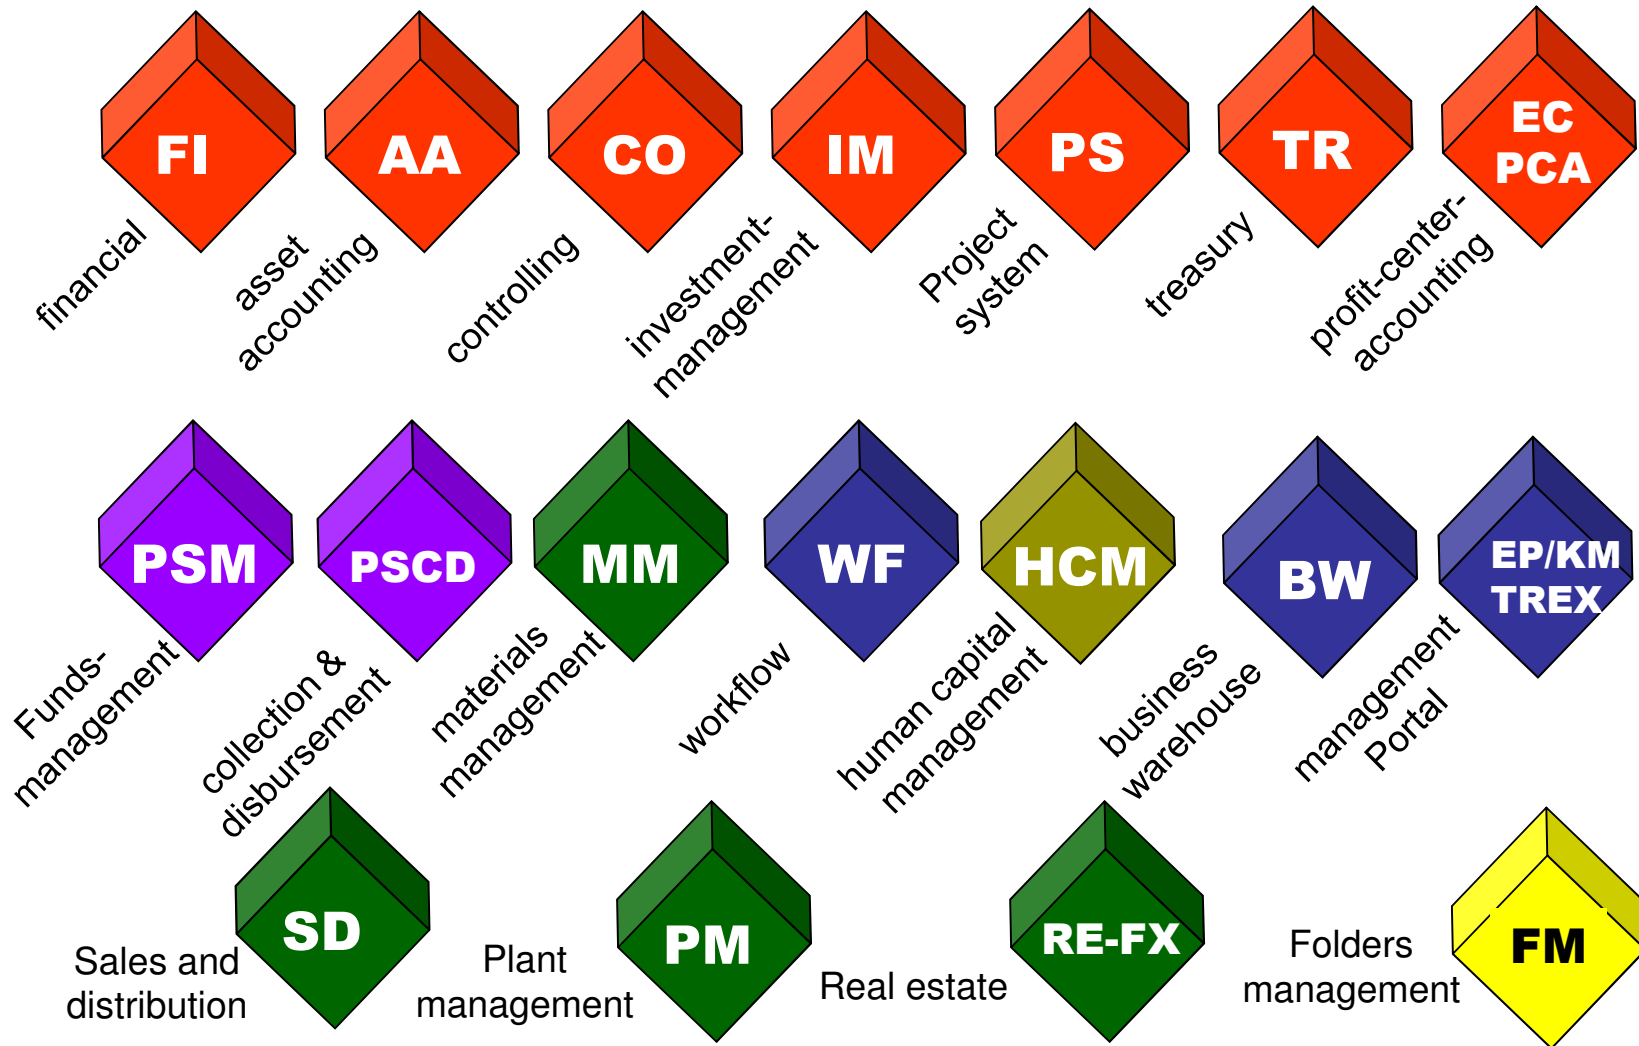 FI
AA
CO
IM
PS
TR
EC
PCA
financial
asset
accounting
controlling
investment-
management
Project
system
treasury
profit-center-
accounting
PSM
PSCD
MM
WF
HCM
BW
EP/KM
TREX
Funds-
management
collection &
disbursement
materials
management
workflow
human capital
management
business
warehouse
management
Portal
SD
PM
RE-FX
FM
Sales and
distribution
Plant
management
Real estate
Folders
management